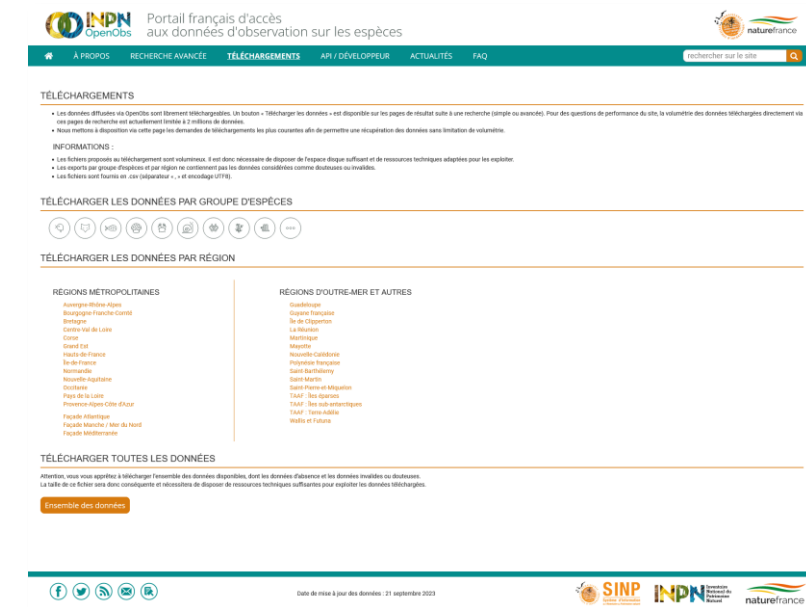 INPN
OpenObs
Portail français d'accès
aux données d'observation sur les espèces
naturefrance
À PROPOS
RECHERCHE AVANCÉE
TÉLÉCHARGEMENTS
API / DÉVELOPPEUR
ACTUALITÉS
FAQ
rechercher sur le site
TÉLÉCHARGEMENTS
Les données diffusées via OpenObs sont librement téléchargeables. Un bouton « Télécharger les données » est disponible sur les pages de résultat suite à une recherche (simple ou avancée). Pour des questions de performance du site, la volumétrie des données téléchargées directement via
ces pages de recherche est actuellement limitée à 2 millions de données.
Nous mettons à disposition via cette page les demandes de téléchargements les plus courantes afin de permettre une récupération des données sans limitation de volumétrie.
INFORMATIONS :
Les fichiers proposés au téléchargement sont volumineux. Il est donc nécessaire de disposer de l'espace disque suffisant et de ressources techniques adaptées pour les exploiter.
Les exports par groupe d'espèces et par région ne contiennent pas les données considérées comme douteuses ou invalides.
Les fichiers sont fournis en .csv (séparateur « , » et encodage UTF8).
TÉLÉCHARGER LES DONNÉES PAR GROUPE D'ESPÈCES
TÉLÉCHARGER LES DONNÉES PAR RÉGION
RÉGIONS MÉTROPOLITAINES
Auvergne-Rhône-Alpes
Bourgogne-Franche-Comté
Bretagne
Centre-Val de Loire
Corse
Grand Est
Hauts de France
Île-de-France
Normandie
Nouvelle-Aquitaine
Occitanie
Pays de la Loire
Provence-Alpes-Côte d'Azur
Façade Atlantique
Façade Manche / Mer du Nord
Façade Méditerranée
RÉGIONS D'OUTRE-MER ET AUTRES
Guadeloupe
Guyane française
Île de Clipperton
La Réunion
Martinique
Mayotte
Nouvelle-Calédonie
Polynésie française
Saint-Barthélemy
Saint-Martin
Saint-Pierre-et-Miquelon
TAAF : Îles éparses
TAAF : Îles sub-antarctiques
TAAF : Terre-Adélie
Wallis et Futuna
TÉLÉCHARGER TOUTES LES DONNÉES
Attention, vous vous apprêtez à télécharger l'ensemble des données disponibles, dont les données d'absence et les données invalides ou douteuses.
La taille de ce fichier sera donc conséquente et nécessitera de disposer de ressources techniques suffisantes pour exploiter les données téléchargées.
Ensemble des données
Date de mise à jour des données : 21 septembre 2023
SINP
INPN
Inventaire
National du
Patrimoine
Naturel
naturefrance